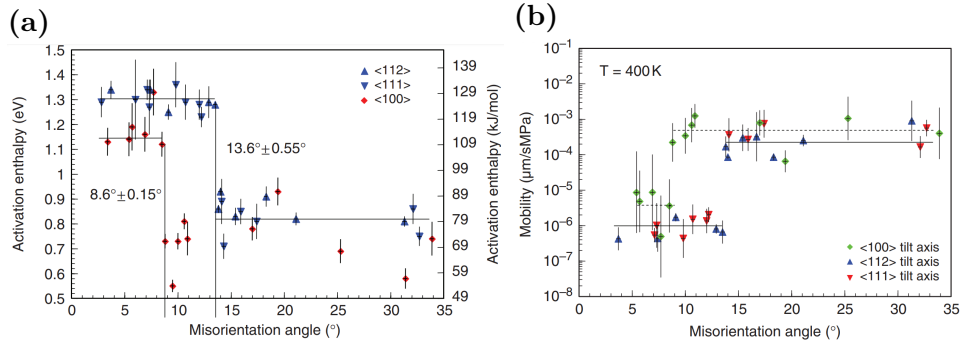 (a)
Activation enthalpy (eV)
1.5
1.4
1.3
1.2
1.1
1.0
0.9
0.8
0.7
0.6
0.5
0 5 10 15 20 25 30 35
Misorientation angle (°)
<112>
<111>
<100>
13.6°±0.55°
8.6°±0.15°
139
129
119
109
99
89
79
69
59
49
Activation enthalpy (kJ/mol)
(b)
Mobility (μm/sMPa)
10⁻¹
10⁻²
10⁻³
10⁻⁴
10⁻⁵
10⁻⁶
10⁻⁷
10⁻⁸
T = 400 K
<100> tilt axis
<112> tilt axis
<111> tilt axis
0 5 10 15 20 25 30 35
Misorientation angle (°)